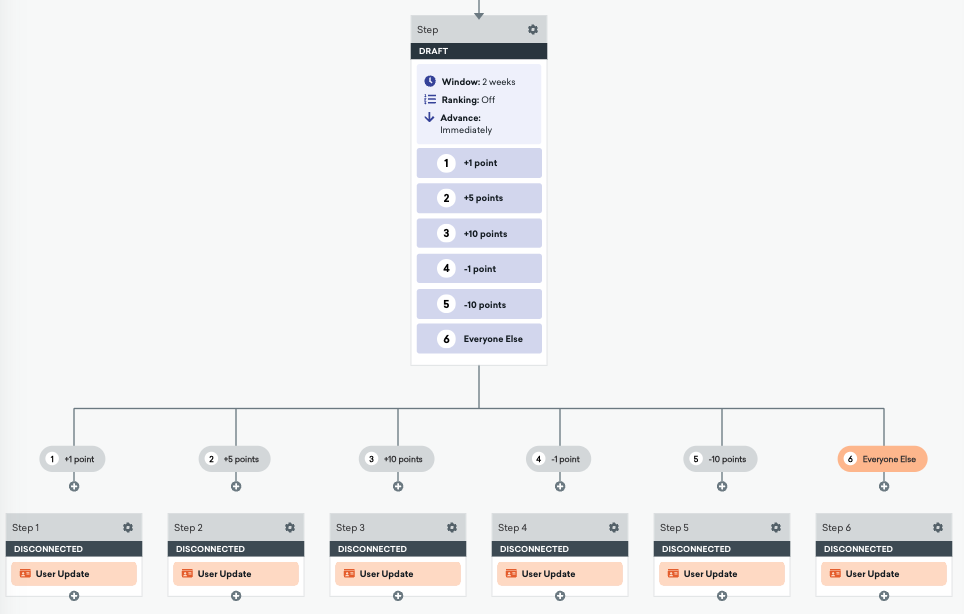 Step
DRAFT
Window: 2 weeks
Ranking: Off
Advance:
Immediately
1 +1 point
2 +5 points
3 +10 points
4 -1 point
5 -10 points
6 Everyone Else
1 +1 point
2 +5 points
3 +10 points
4 -1 point
5 -10 points
6 Everyone Else
Step 1
DISCONNECTED
User Update
Step 2
DISCONNECTED
User Update
Step 3
DISCONNECTED
User Update
Step 4
DISCONNECTED
User Update
Step 5
DISCONNECTED
User Update
Step 6
DISCONNECTED
User Update